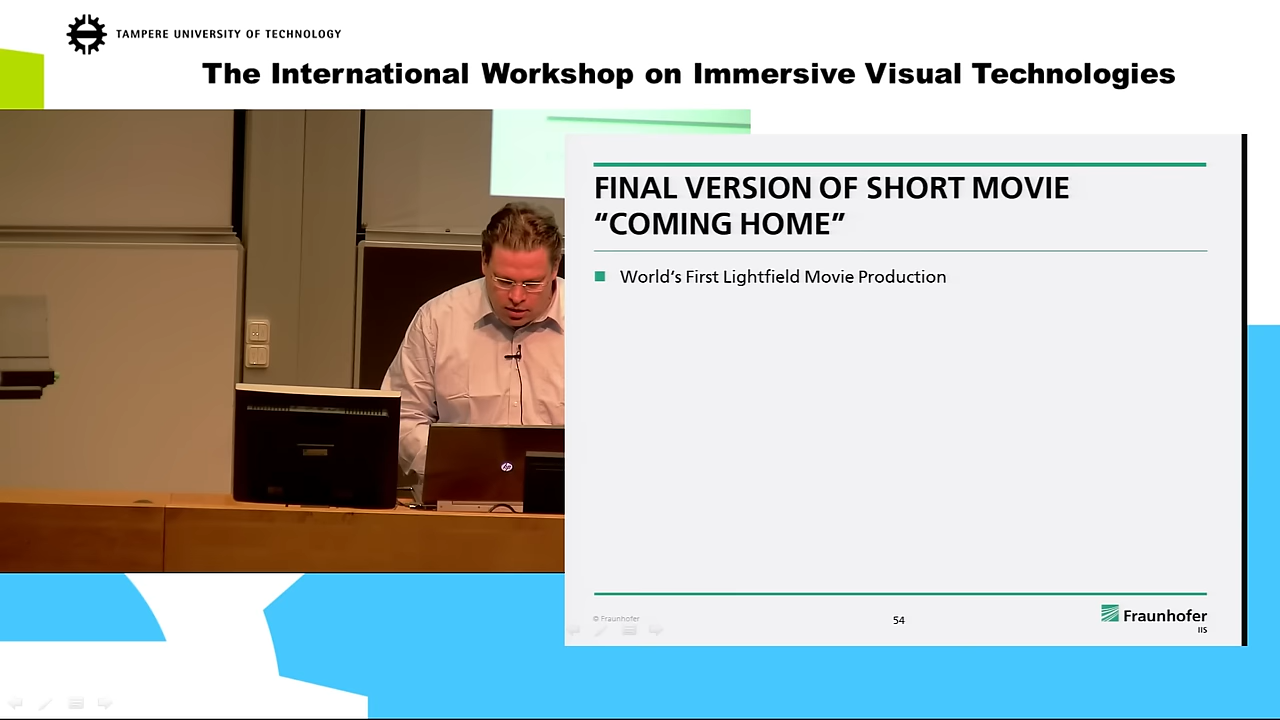 TAMPERE UNIVERSITY OF TECHNOLOGY
The International Workshop on Immersive Visual Technologies
FINAL VERSION OF SHORT MOVIE
“COMING HOME”
World’s First Lightfield Movie Production
hp
© Fraunhofer
54
Fraunhofer
IIS